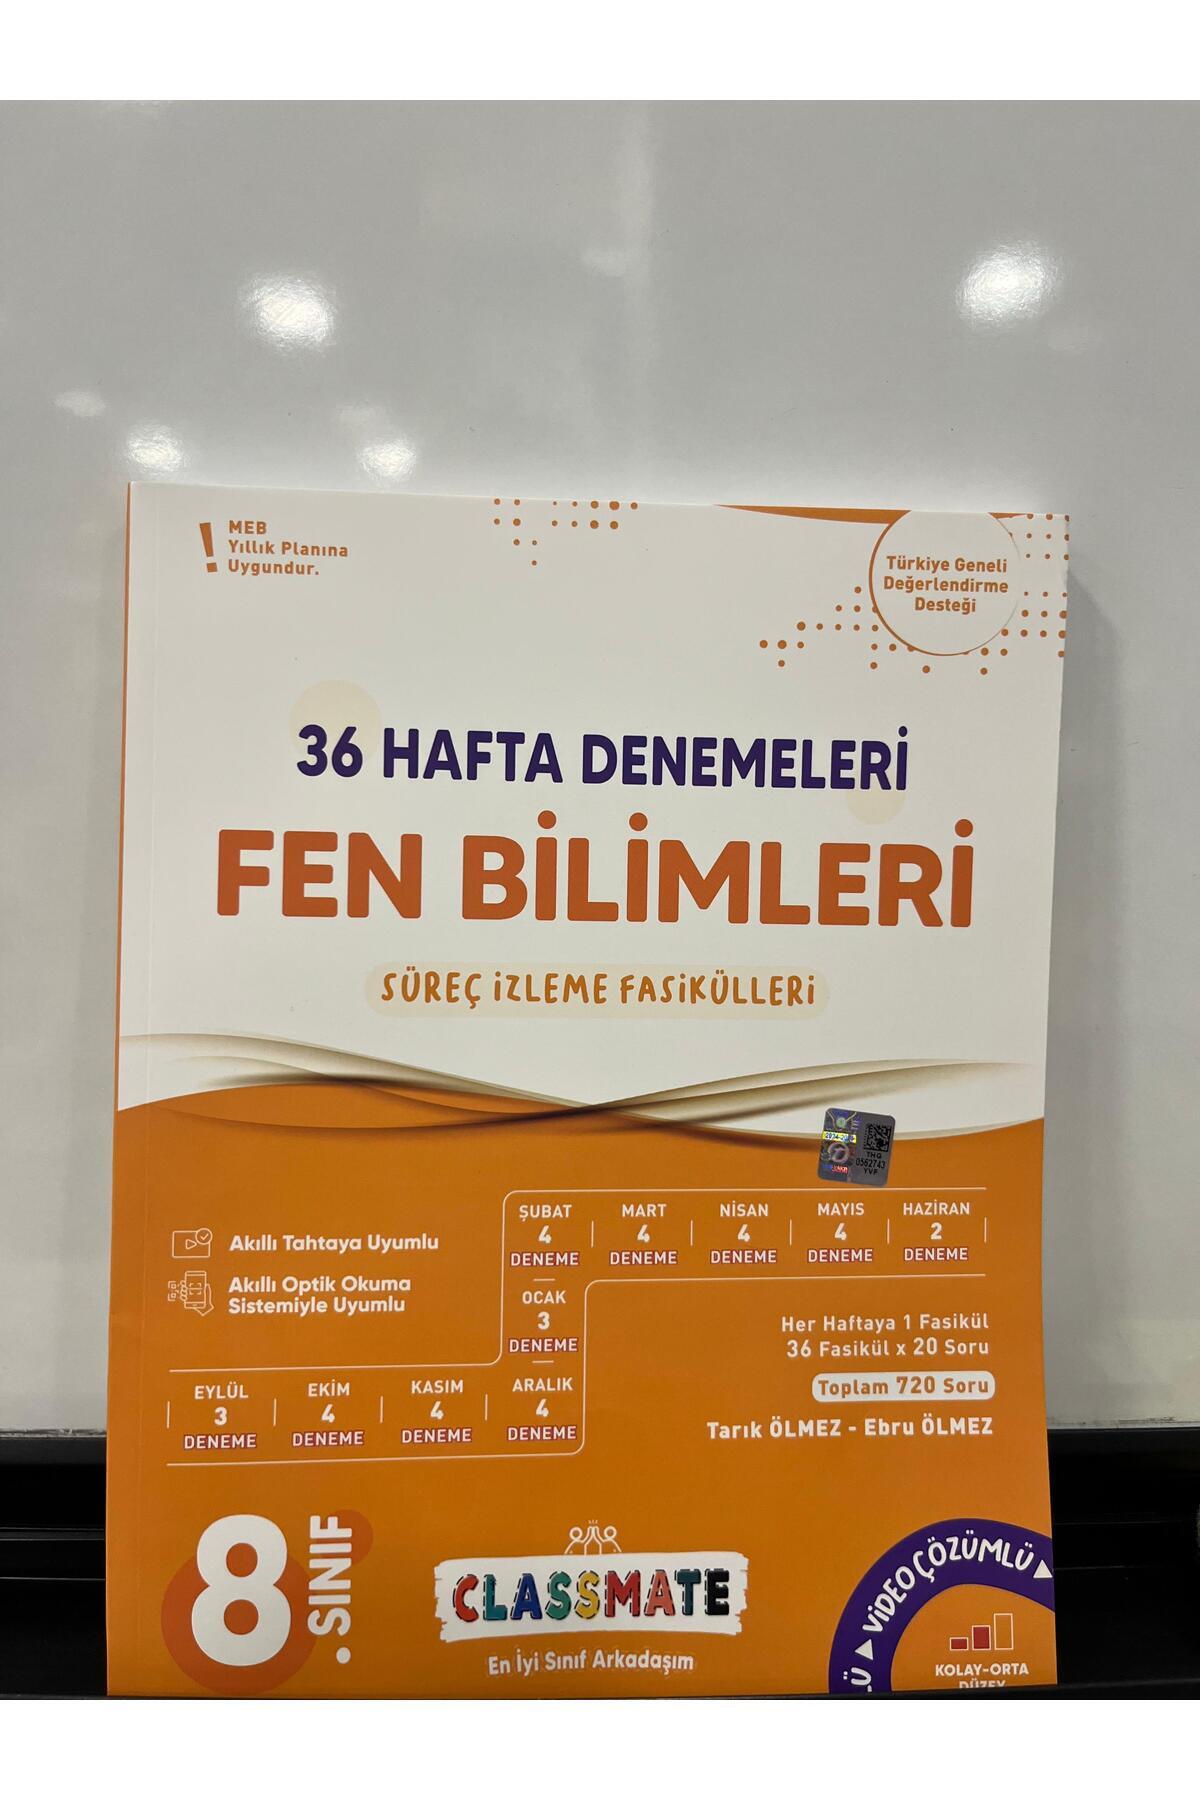 ! MEB
Yıllık Planına
Uygundur.
Türkiye Geneli
Değerlendirme
Desteği
36 HAFTA DENEMELERİ
FEN BİLİMLERİ
SÜREÇ İZLEME FASİKÜLLERİ
THG
0562743
YVF
Akıllı Tahtaya Uyumlu
Akıllı Optik Okuma
Sistemiyle Uyumlu
ŞUBAT
4
DENEME
MART
4
DENEME
NİSAN
4
DENEME
MAYIS
4
DENEME
HAZİRAN
2
DENEME
OCAK
3
DENEME
EYLÜL
3
DENEME
EKİM
4
DENEME
KASIM
4
DENEME
ARALIK
4
DENEME
Her Haftaya 1 Fasikül
36 Fasikül x 20 Soru
Toplam 720 Soru
Tarık ÖLMEZ - Ebru ÖLMEZ
8.SINIF
CLASSMATE
En İyi Sınıf Arkadaşım
VİDEO ÇÖZÜMLÜ
KOLAY-ORTA
DÜZEY